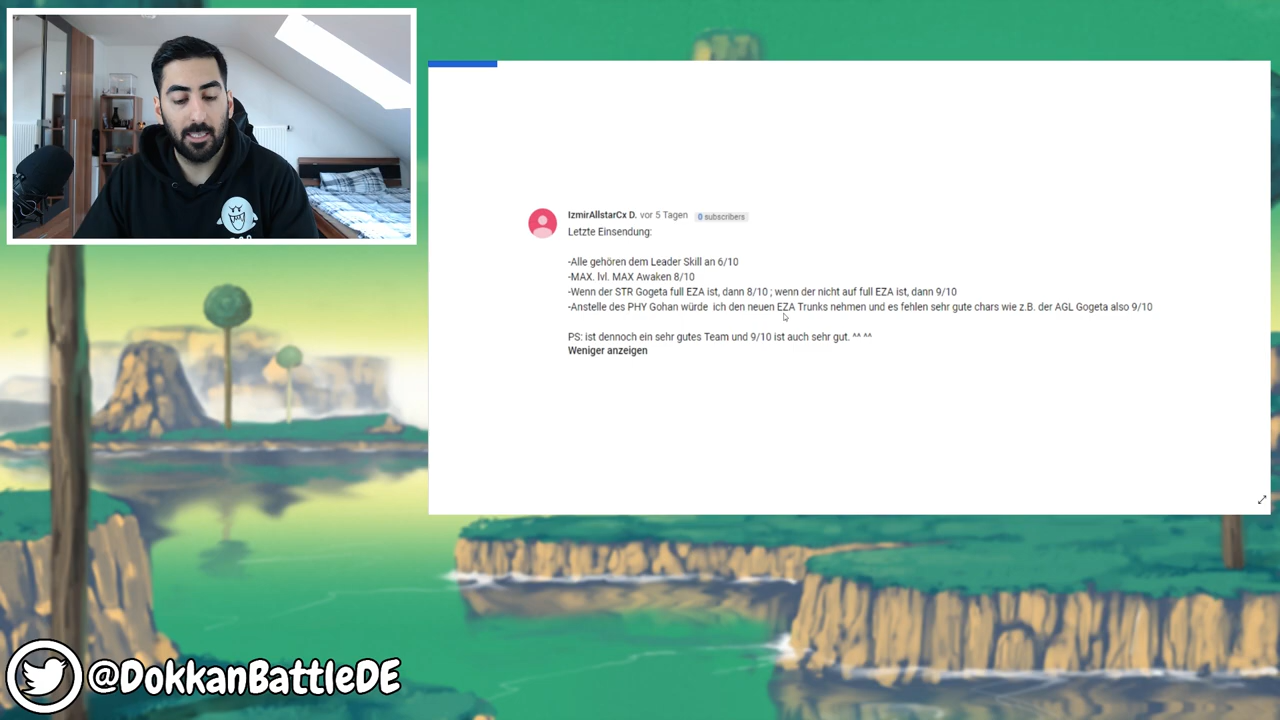 IzmirAllstarCx D. vor 5 Tagen 0 subscribers
Letzte Einsendung:
-Alle gehören dem Leader Skill an 6/10
-MAX. lvl. MAX Awaken 8/10
-Wenn der STR Gogeta full EZA ist, dann 8/10 ; wenn der nicht auf full EZA ist, dann 9/10
-Anstelle des PHY Gohan würde ich den neuen EZA Trunks nehmen und es fehlen sehr gute chars wie z.B. der AGL Gogeta also 9/10
PS: ist dennoch ein sehr gutes Team und 9/10 ist auch sehr gut. ^^ ^^
Weniger anzeigen
@DokkanBattleDE